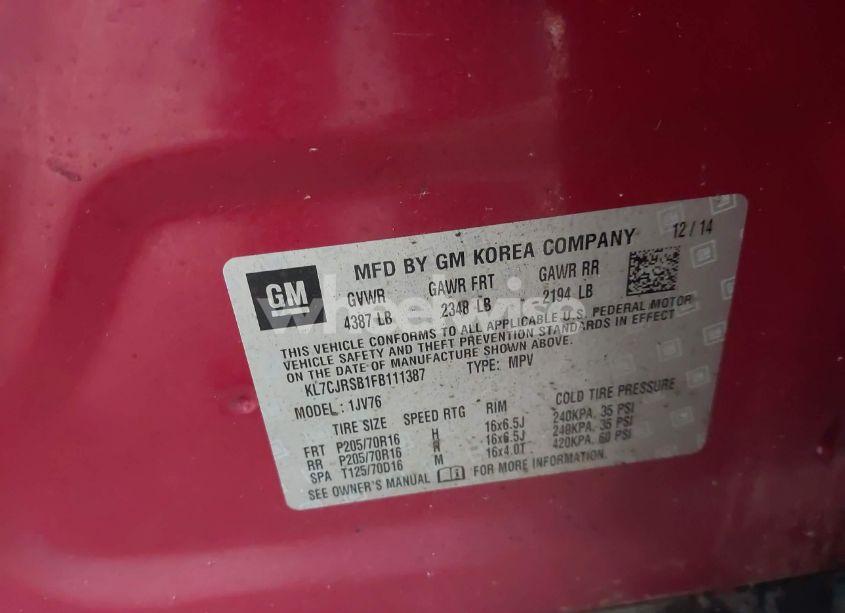 MFD BY GM KOREA COMPANY 12 / 14
GM
GVWR GAWR FRT GAWR RR
4387 LB 2348 LB 2194 LB
THIS VEHICLE CONFORMS TO ALL APPLICABLE U.S. FEDERAL MOTOR
VEHICLE SAFETY AND THEFT PREVENTION STANDARDS IN EFFECT
ON THE DATE OF MANUFACTURE SHOWN ABOVE.
KL7CJRSB1FB111387 TYPE: MPV
MODEL : 1JV76
TIRE SIZE SPEED RTG RIM COLD TIRE PRESSURE
FRT P205/70R16 H 16x6.5J 240KPA. 35 PSI
RR P205/70R16 H 16x6.5J 240KPA. 35 PSI
SPA T125/70D16 M 16x4.0T 420KPA. 60 PSI
SEE OWNER'S MANUAL FOR MORE INFORMATION.